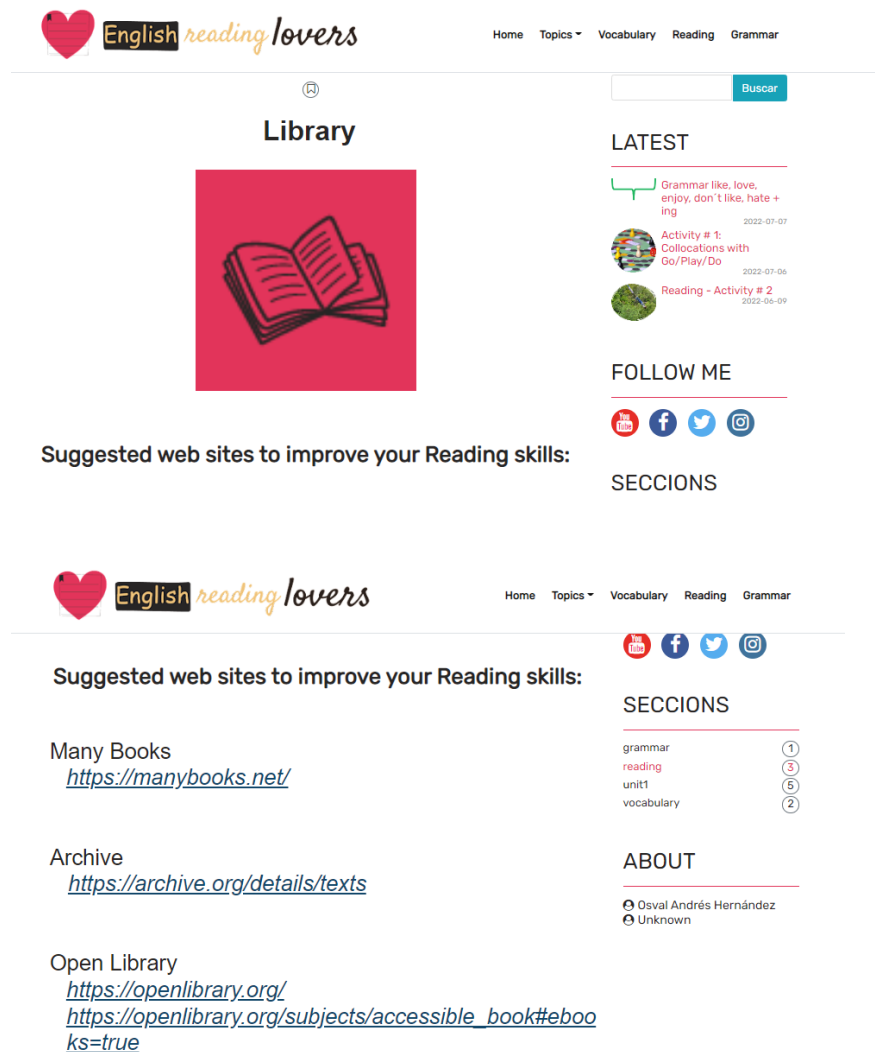 English reading lovers
Home Topics Vocabulary Reading Grammar
Buscar
Library
LATEST
Grammar like, love,
enjoy, don´t like, hate +
ing
2022-07-07
Activity # 1:
Collocations with
Go/Play/Do
2022-07-06
Reading - Activity # 2
2022-06-09
FOLLOW ME
You
Tube
Suggested web sites to improve your Reading skills:
SECCIONS
English reading lovers
Home Topics Vocabulary Reading Grammar
You
Tube
Suggested web sites to improve your Reading skills:
Many Books
https://manybooks.net/
Archive
https://archive.org/details/texts
Open Library
https://openlibrary.org/
https://openlibrary.org/subjects/accessible_book#eboo
ks=true
SECCIONS
grammar 1
reading 3
unit1 5
vocabulary 2
ABOUT
Osval Andrés Hernández
Unknown